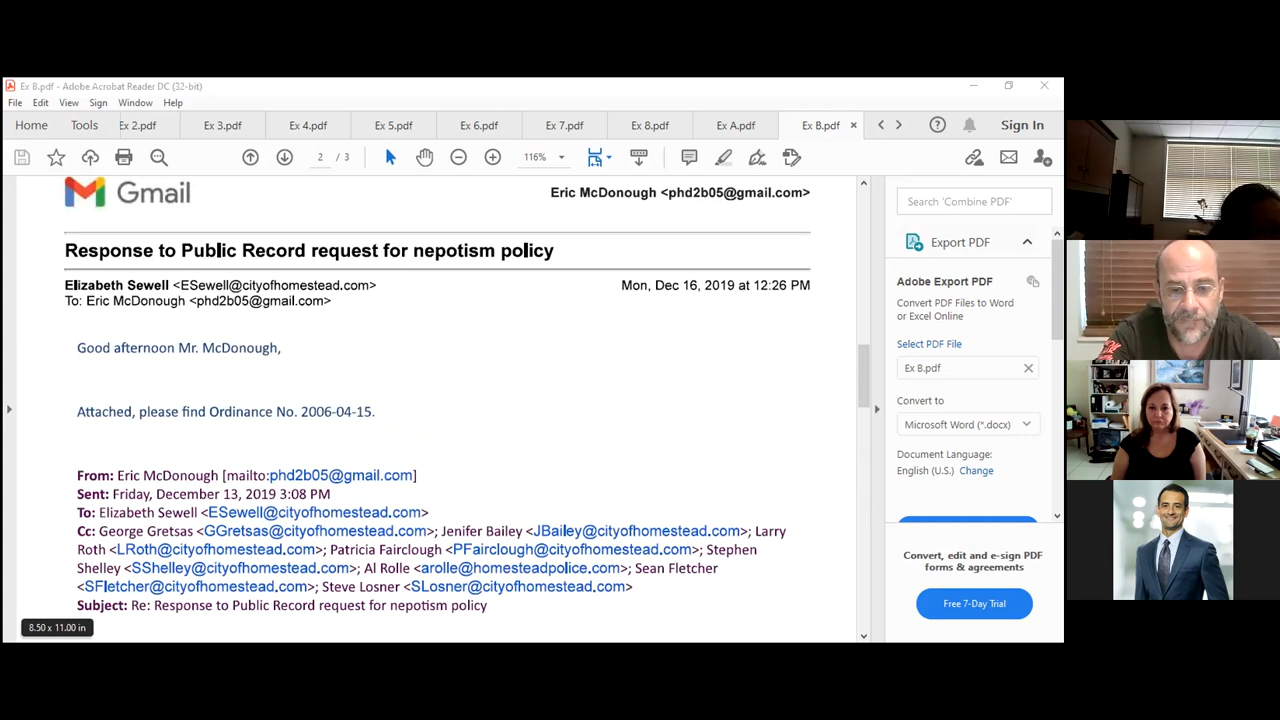 Ex B.pdf - Adobe Acrobat Reader DC (32-bit)
File Edit View Sign Window Help
Home Tools Ex 2.pdf Ex 3.pdf Ex 4.pdf Ex 5.pdf Ex 6.pdf Ex 7.pdf Ex 8.pdf Ex A.pdf Ex B.pdf Sign In
2 / 3 116%
Gmail
Eric McDonough <phd2b05@gmail.com>
Response to Public Record request for nepotism policy
Elizabeth Sewell <ESewell@cityofhomestead.com> Mon, Dec 16, 2019 at 12:26 PM
To: Eric McDonough <phd2b05@gmail.com>
Good afternoon Mr. McDonough,
Attached, please find Ordinance No. 2006-04-15.
From: Eric McDonough [mailto:phd2b05@gmail.com]
Sent: Friday, December 13, 2019 3:08 PM
To: Elizabeth Sewell <ESewell@cityofhomestead.com>
Cc: George Gretsas <GGretsas@cityofhomestead.com>; Jenifer Bailey <JBailey@cityofhomestead.com>; Larry
Roth <LRoth@cityofhomestead.com>; Patricia Fairclough <PFairclough@cityofhomestead.com>; Stephen
Shelley <SShelley@cityofhomestead.com>; Al Rolle <arolle@homesteadpolice.com>; Sean Fletcher
<SFletcher@cityofhomestead.com>; Steve Losner <SLosner@cityofhomestead.com>
Subject: Re: Response to Public Record request for nepotism policy
8.50 x 11.00 in
Search 'Combine PDF'
Export PDF
Adobe Export PDF
Convert PDF Files to Word
or Excel Online
Select PDF File
Ex B.pdf
Convert to
Microsoft Word (*.docx)
Document Language:
English (U.S.) Change
Convert, edit and e-sign PDF
forms & agreements
Free 7-Day Trial